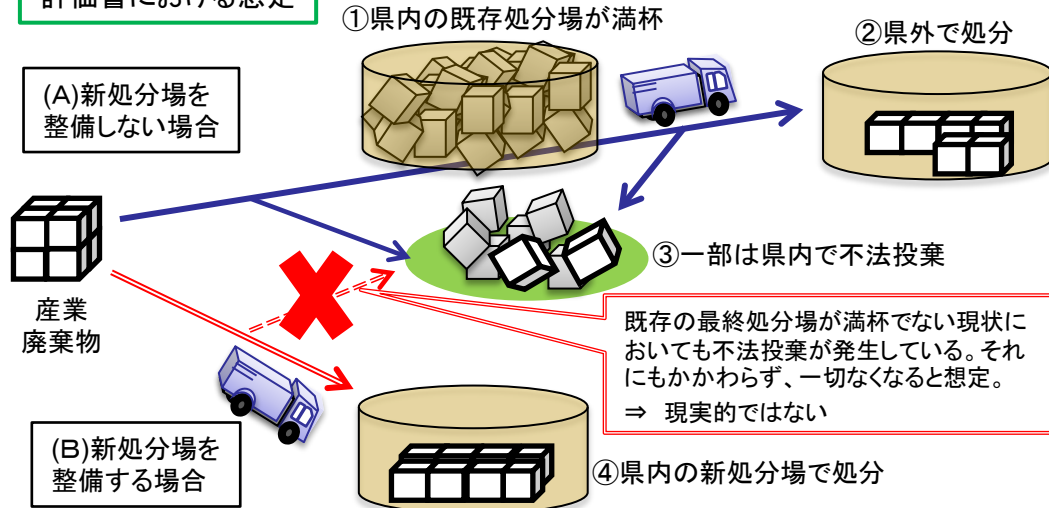 評価書における想定
①県内の既存処分場が満杯
②県外で処分
(A)新処分場を
整備しない場合
③一部は県内で不法投棄
産業
廃棄物
既存の最終処分場が満杯でない現状に
おいても不法投棄が発生している。それ
にもかかわらず、一切なくなると想定。
⇒ 現実的ではない
(B)新処分場を
整備する場合
④県内の新処分場で処分